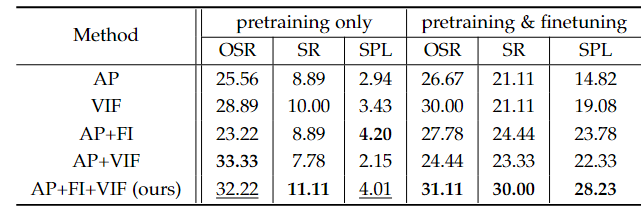 Method pretraining only pretraining & finetuning
OSR SR SPL OSR SR SPL
AP 25.56 8.89 2.94 26.67 21.11 14.82
VIF 28.89 10.00 3.43 30.00 21.11 19.08
AP+FI 23.22 8.89 4.20 27.78 24.44 23.78
AP+VIF 33.33 7.78 2.15 24.44 23.33 22.33
AP+FI+VIF (ours) 32.22 11.11 4.01 31.11 30.00 28.23